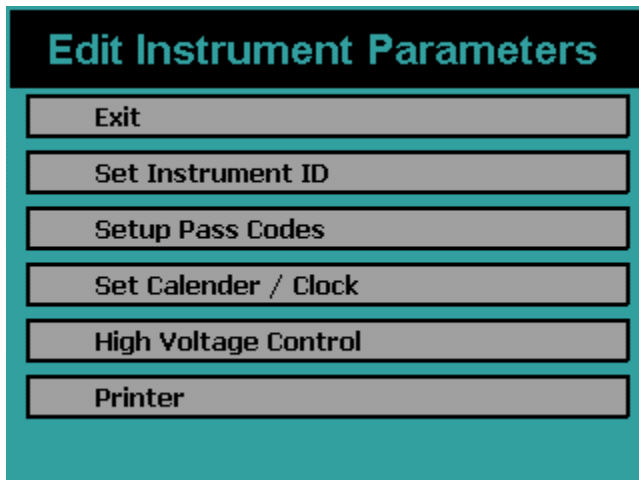 Edit Instrument Parameters
Exit
Set Instrument ID
Setup Pass Codes
Set Calender / Clock
High Voltage Control
Printer